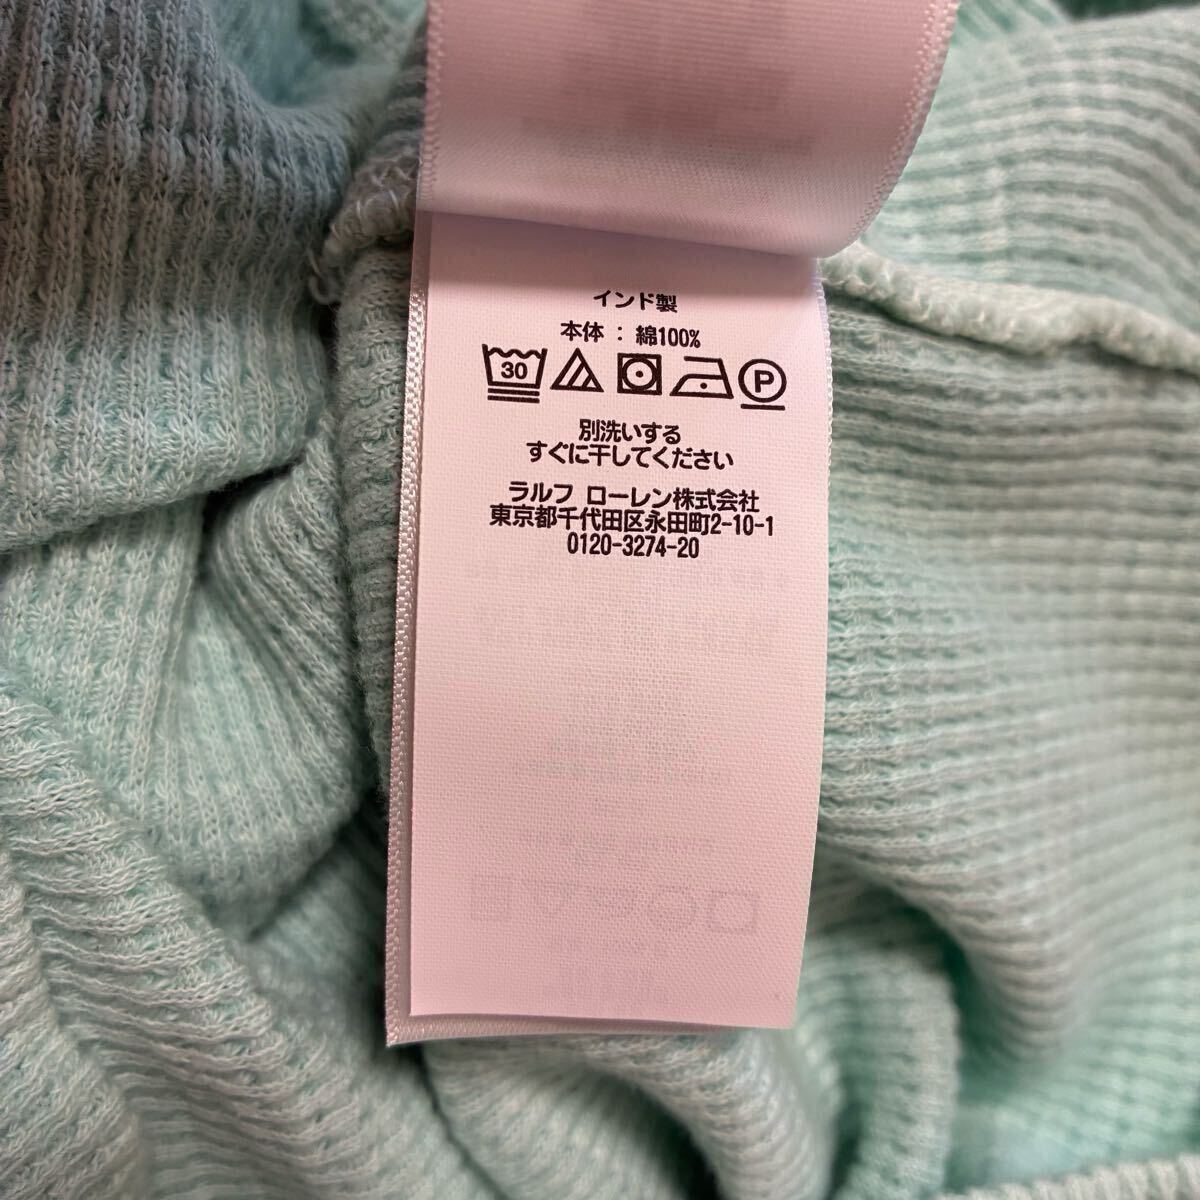 インド製
本体 : 綿100%
30 P
別洗いする
すぐに干してください
ラルフ ローレン株式会社
東京都千代田区永田町2-10-1
0120-3274-20